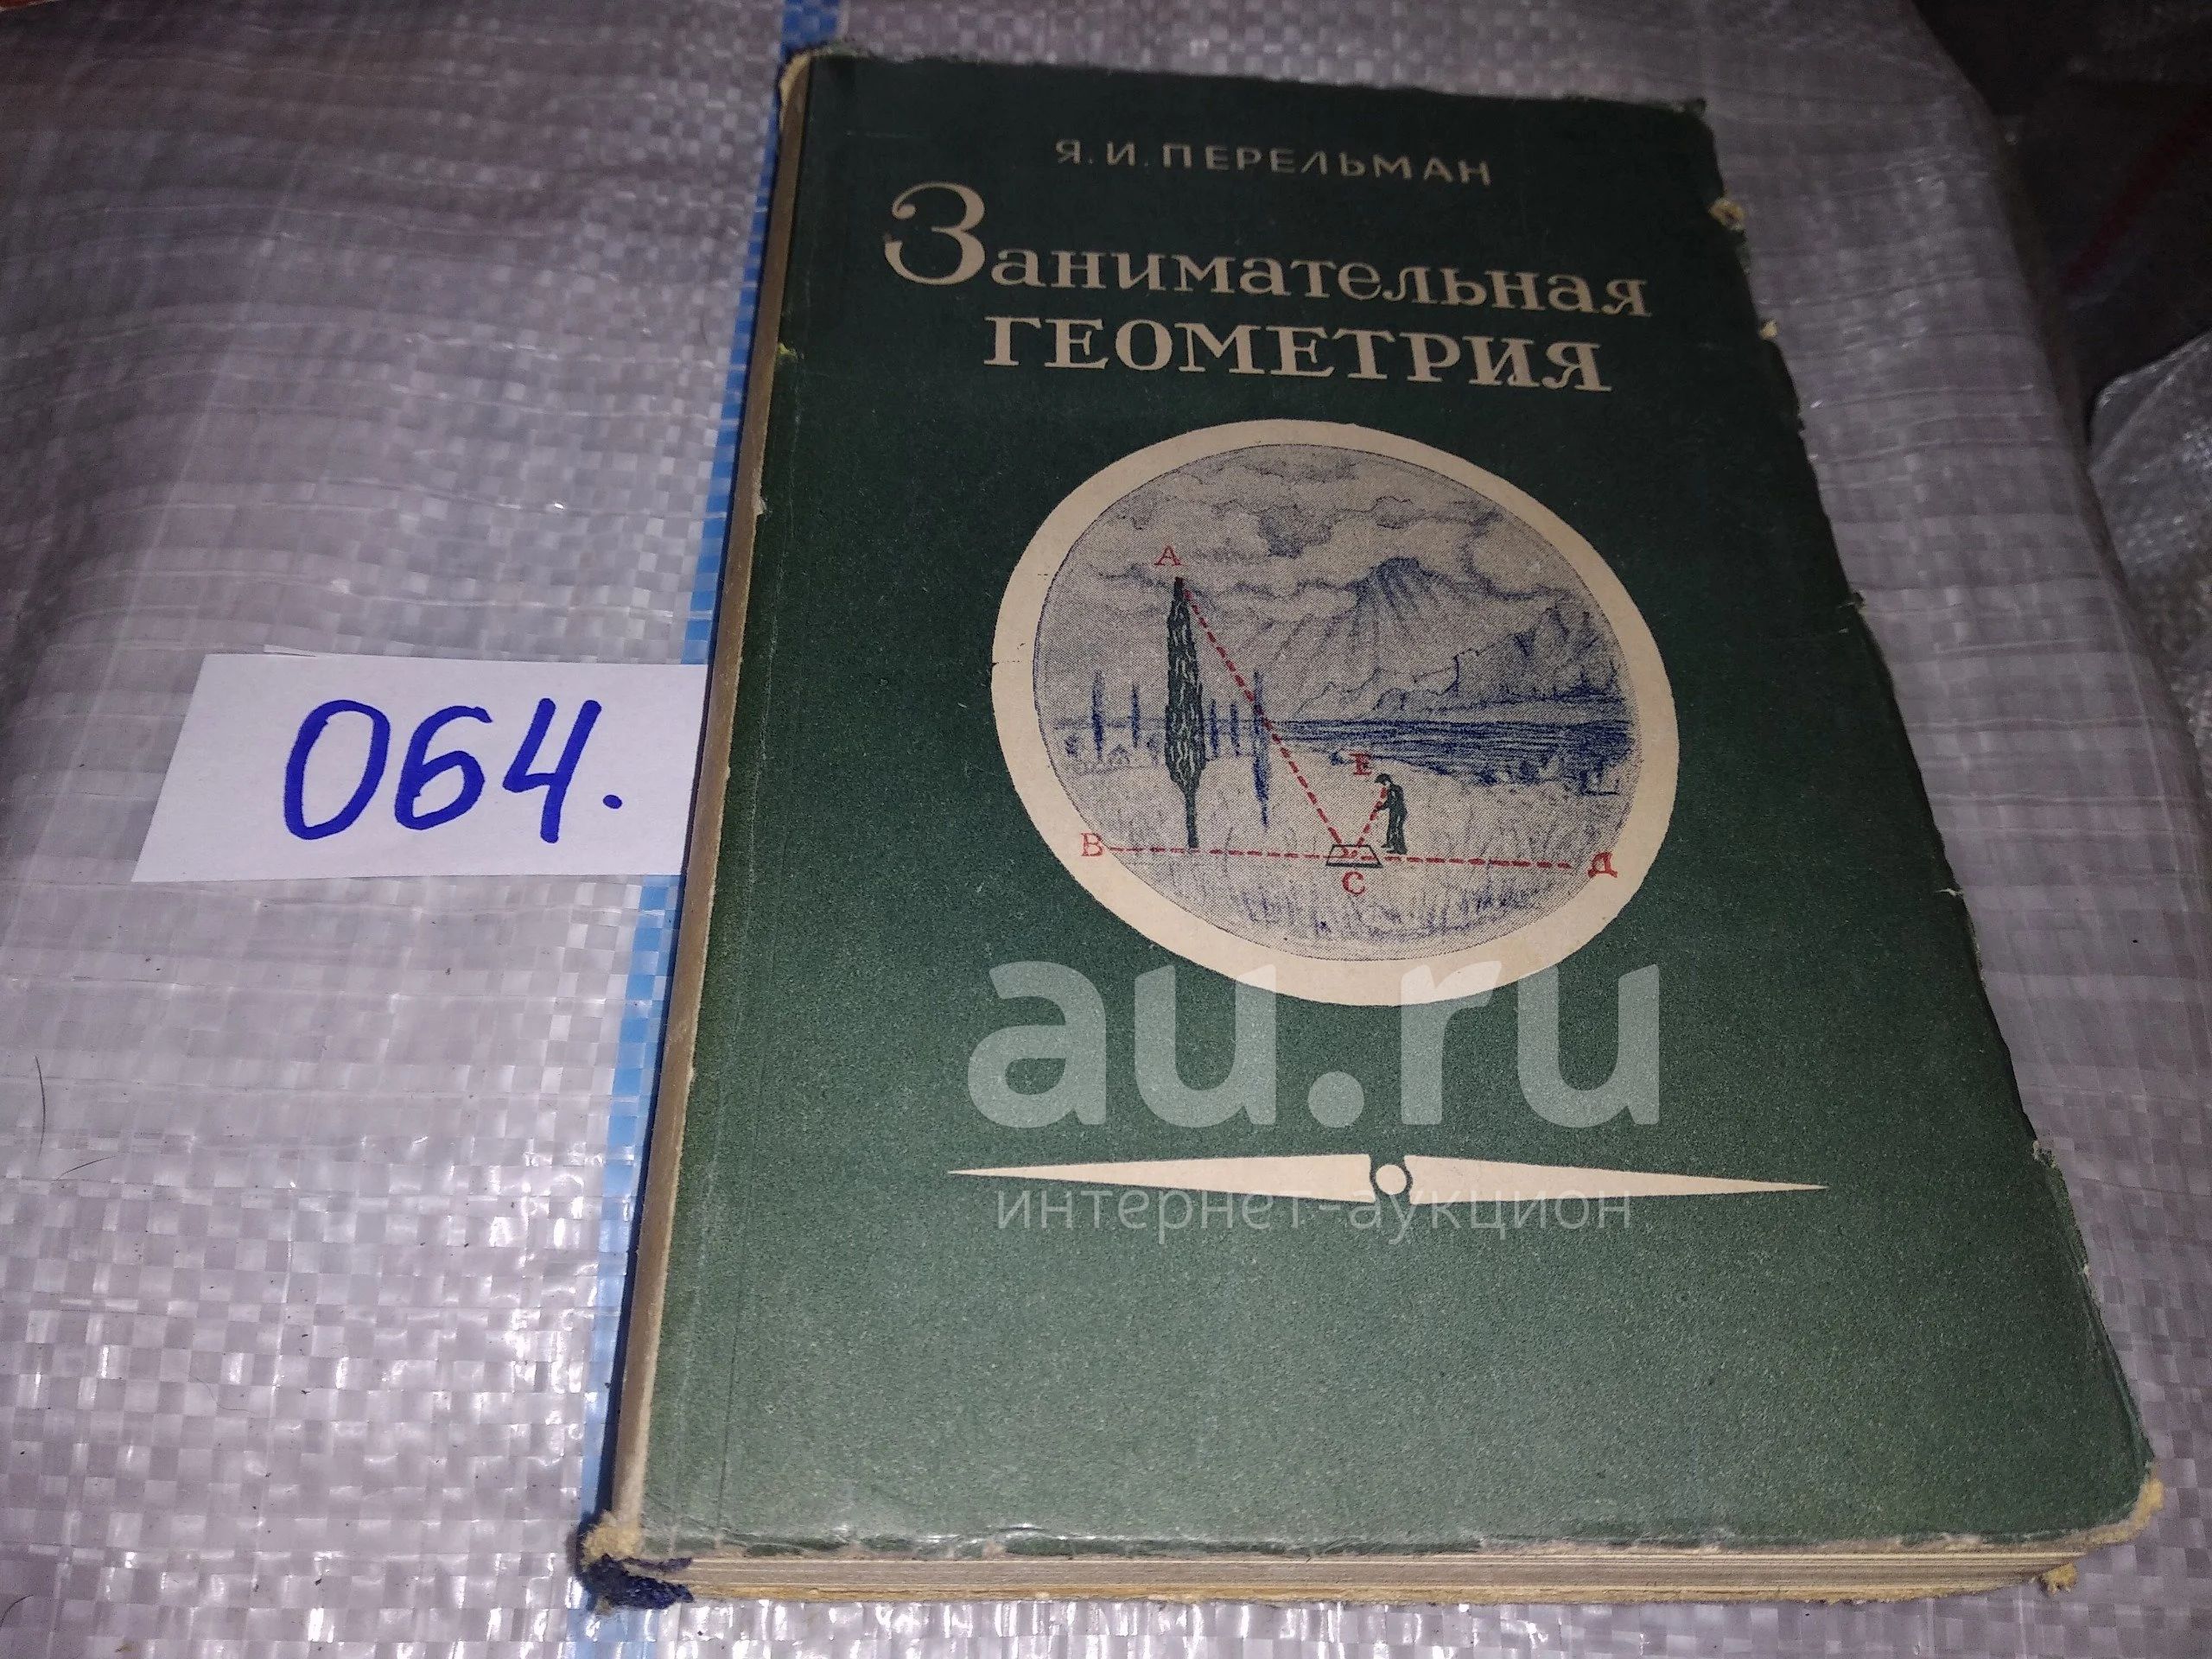 Я. И. ПЕРЕЛЬМАН
Занимательная
ГЕОМЕТРИЯ
А
Е
В
С
Д
064.
au.ru
интернет-аукцион